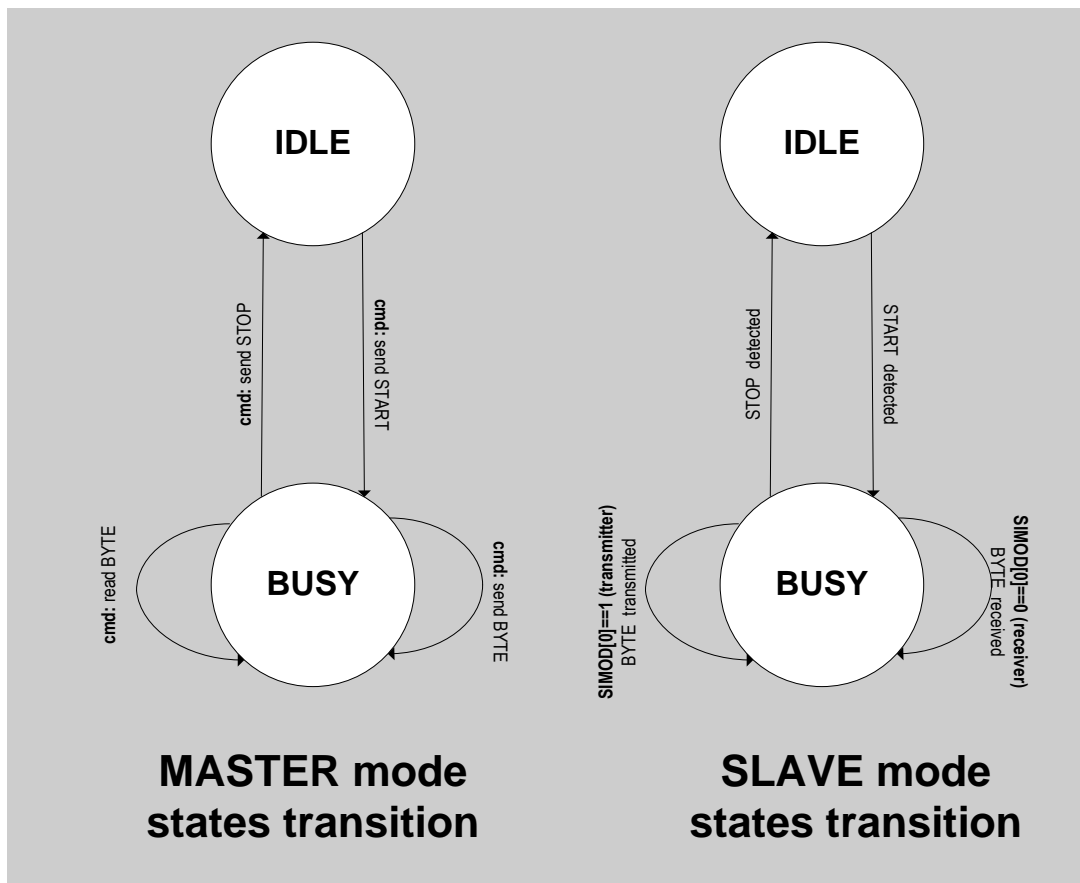 IDLE
cmd: send STOP
cmd: send START
cmd: read BYTE
BUSY
cmd: send BYTE
MASTER mode
states transition
IDLE
STOP detected
START detected
SIMOD[0]==1 (transmitter)
BYTE transmitted
BUSY
SIMOD[0]==0 (receiver)
BYTE received
SLAVE mode
states transition